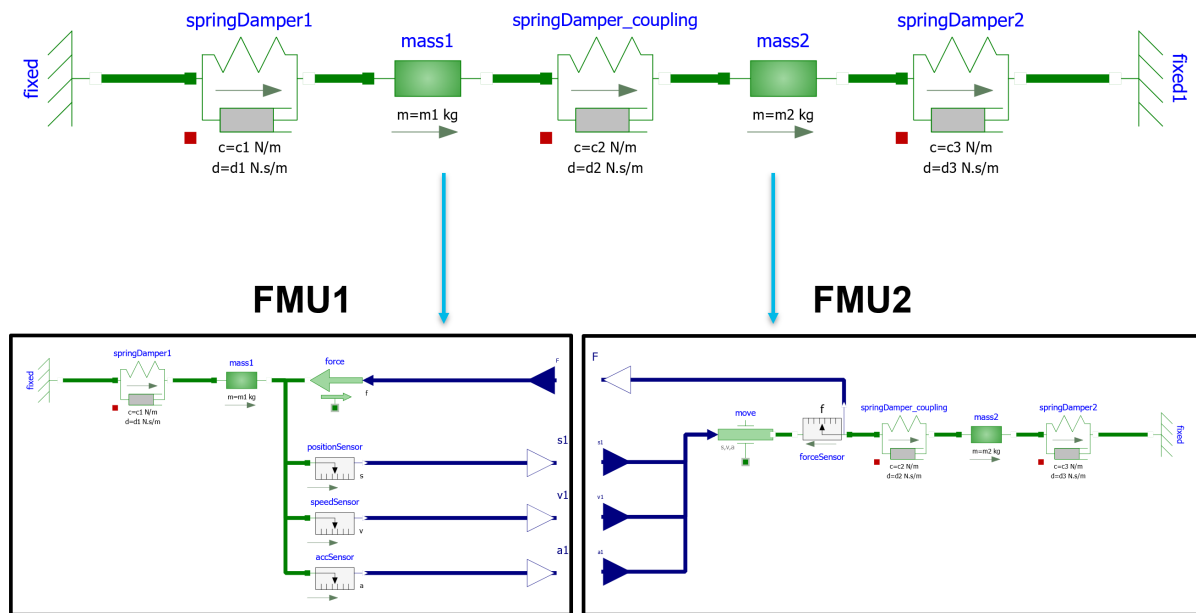 springDamper1
springDamper_coupling
springDamper2
mass1
mass2
fixed
fixed1
m=m1 kg
m=m2 kg
c=c1 N/m
d=d1 N.s/m
c=c2 N/m
d=d2 N.s/m
c=c3 N/m
d=d3 N.s/m
FMU1
FMU2
springDamper1
mass1
force
F
fixed
f
m=m1 kg
c=c1 N/m
d=d1 N.s/m
positionSensor
s1
s
speedSensor
v1
v
accSensor
a1
a
F
move
f
springDamper_coupling
mass2
springDamper2
fixed
s1
s,v,a
forceSensor
c=c2 N/m
d=d2 N.s/m
m=m2 kg
c=c3 N/m
d=d3 N.s/m
v1
a1